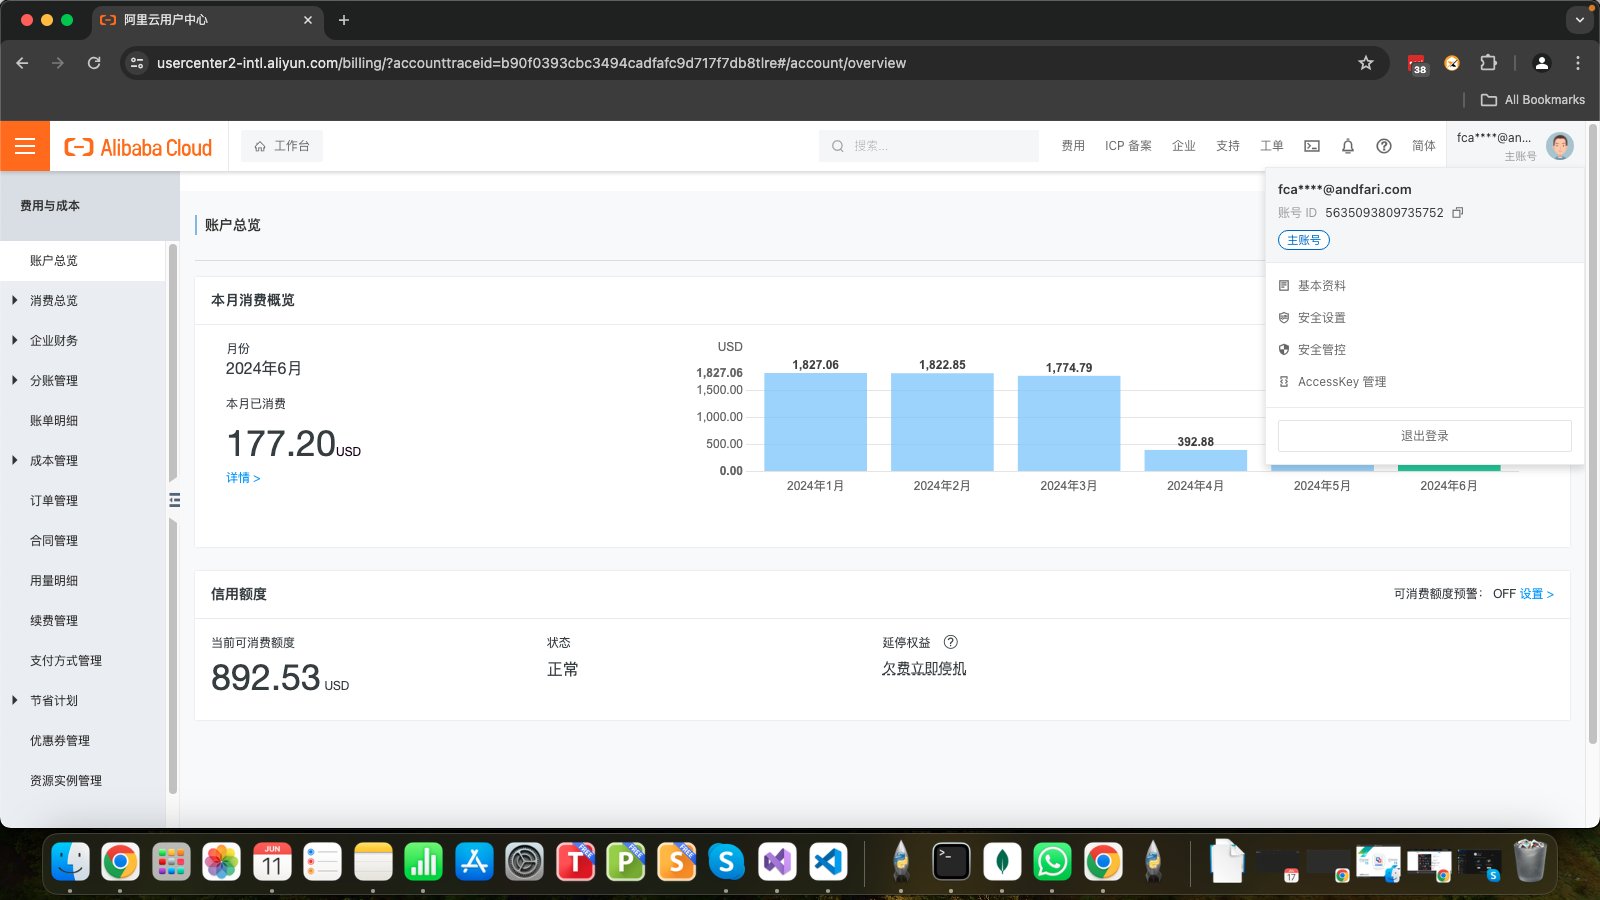 阿里云用户中心
usercenter2-intl.aliyun.com/billing/?accounttraceid=b90f0393cbc3494cadfafc9d717f7db8tlre#/account/overview
38
All Bookmarks
Alibaba Cloud
工作台
搜索...
费用
ICP 备案
企业
支持
工单
简体
fca****@an...
主账号
fca****@andfari.com
账号 ID 5635093809735752
主账号
基本资料
安全设置
安全管控
AccessKey 管理
退出登录
费用与成本
账户总览
消费总览
企业财务
分账管理
账单明细
成本管理
订单管理
合同管理
用量明细
续费管理
支付方式管理
节省计划
优惠券管理
资源实例管理
账户总览
本月消费概览
月份
2024年6月
本月已消费
177.20USD
详情 >
USD
1,827.06
1,500.00
1,000.00
500.00
0.00
1,827.06
1,822.85
1,774.79
392.88
2024年1月
2024年2月
2024年3月
2024年4月
2024年5月
2024年6月
信用额度
可消费额度预警： OFF 设置 >
当前可消费额度
892.53 USD
状态
正常
延停权益
欠费立即停机
JUN
11
T
FREE
P
FREE
S
FREE
S
17
S